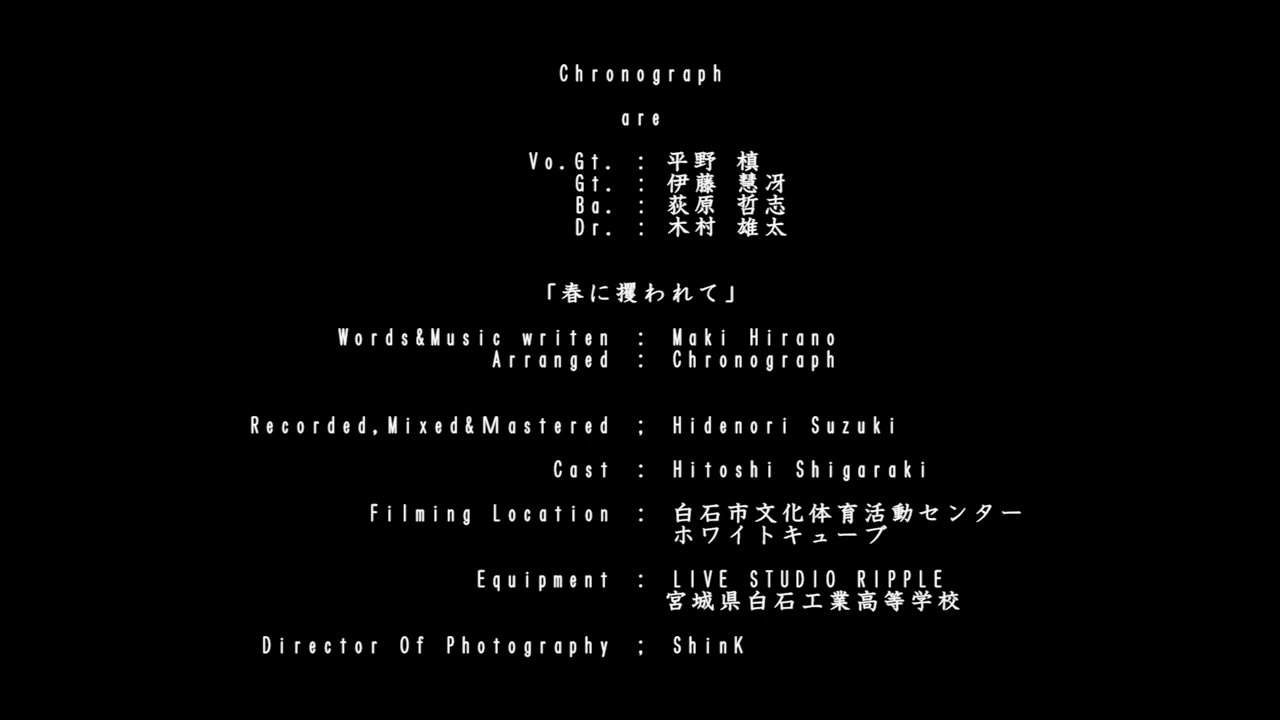 Chronograph
are
Vo.Gt. : 平野 槙
Gt. : 伊藤 慧冴
Ba. : 荻原 哲志
Dr. : 木村 雄太
「春に攫われて」
Words&Music writen : Maki Hirano
Arranged : Chronograph
Recorded,Mixed&Mastered ; Hidenori Suzuki
Cast : Hitoshi Shigaraki
Filming Location : 白石市文化体育活動センター
ホワイトキューブ
Equipment : LIVE STUDIO RIPPLE
宮城県白石工業高等学校
Director Of Photography ; ShinK